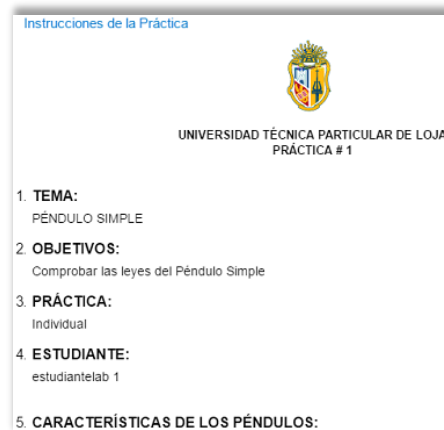 Instrucciones de la Práctica
UNIVERSIDAD TÉCNICA PARTICULAR DE LOJA
PRÁCTICA # 1
1. TEMA:
PÉNDULO SIMPLE
2. OBJETIVOS:
Comprobar las leyes del Péndulo Simple
3. PRÁCTICA:
Individual
4. ESTUDIANTE:
estudiantelab 1
5. CARACTERÍSTICAS DE LOS PÉNDULOS: